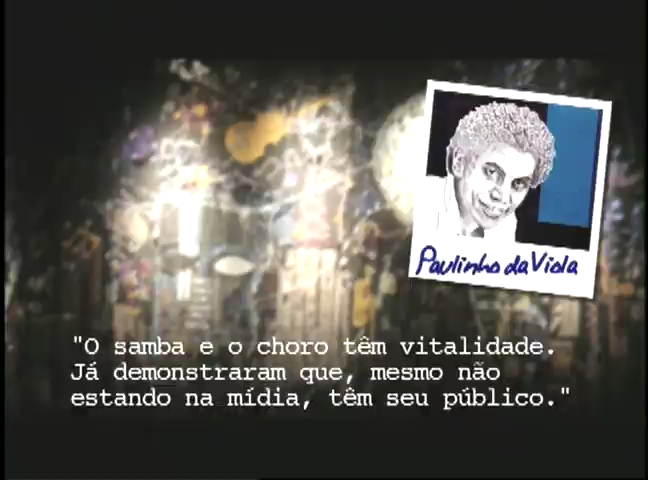 Paulinho da Viola
"O samba e o choro têm vitalidade.
Já demonstraram que, mesmo não
estando na mídia, têm seu público."